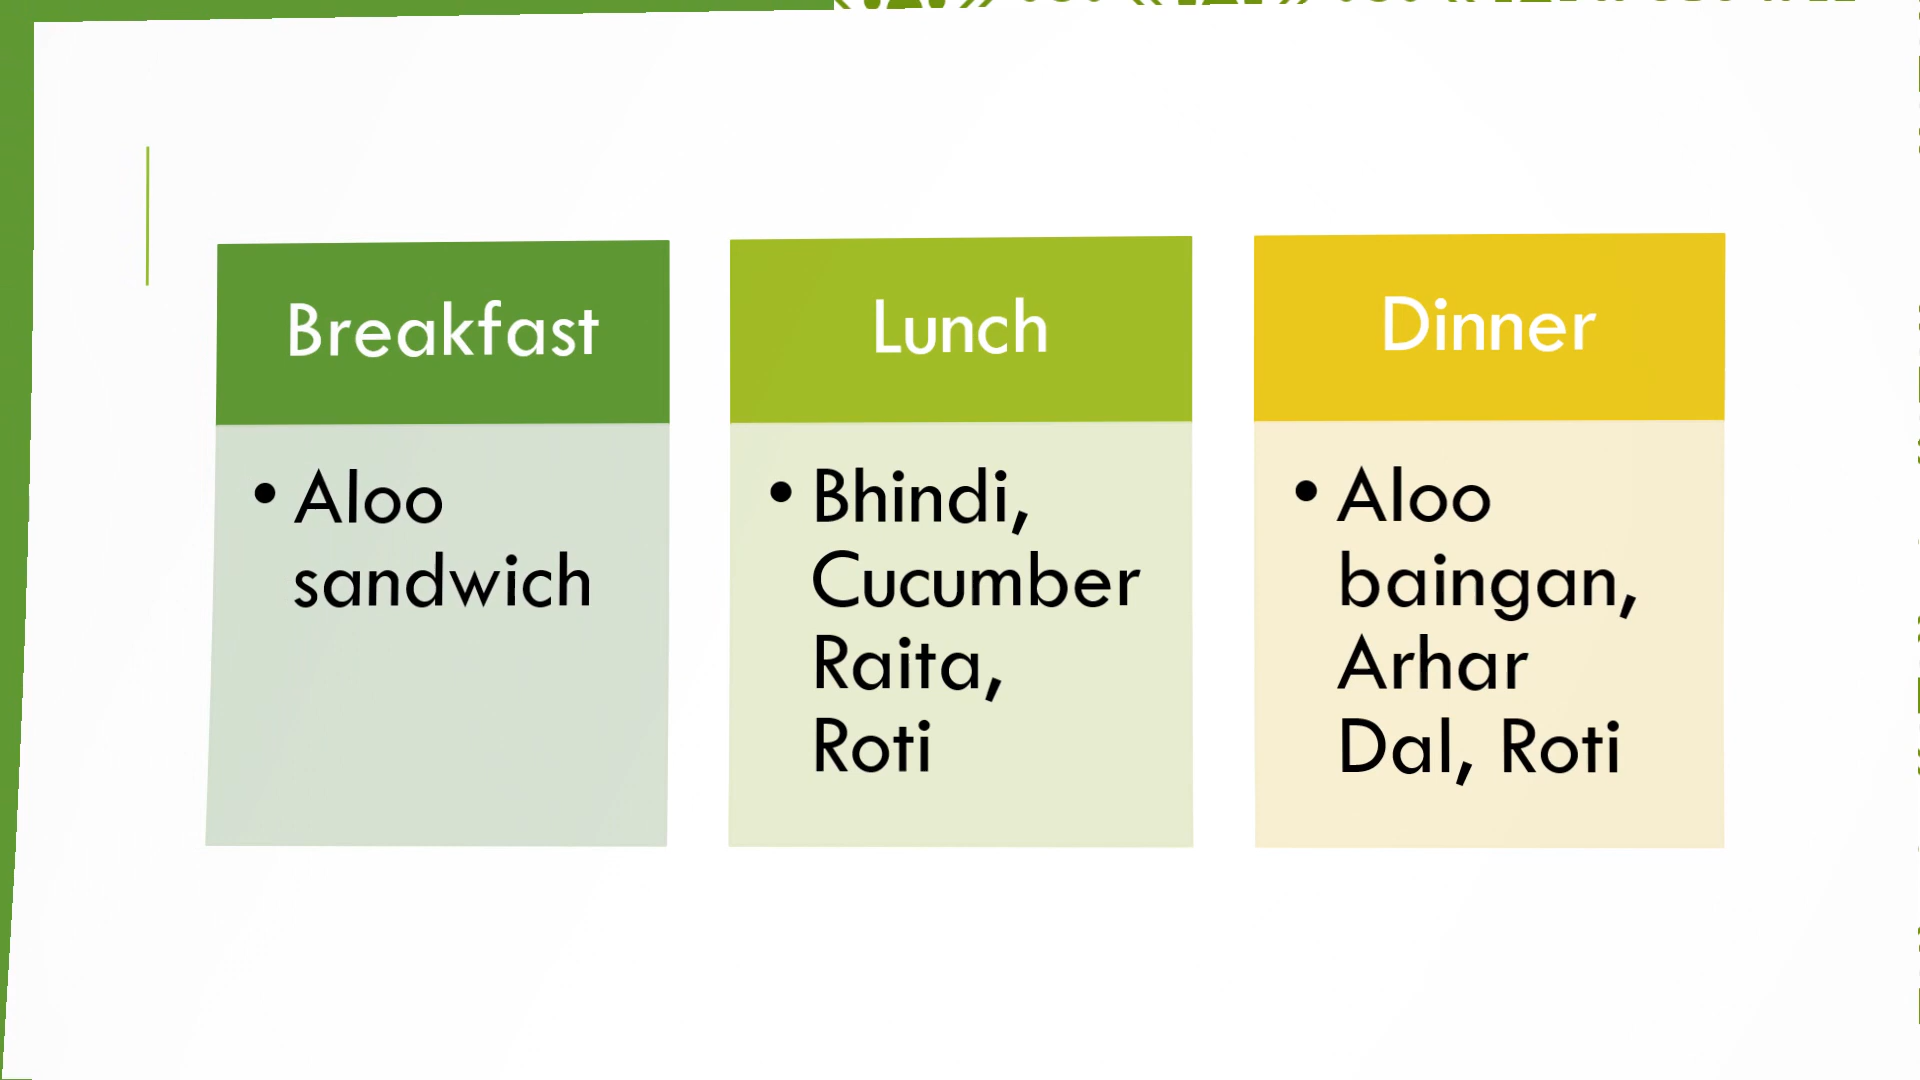 Breakfast
• Aloo
sandwich
Lunch
• Bhindi,
Cucumber
Raita,
Roti
Dinner
• Aloo
baingan,
Arhar
Dal, Roti